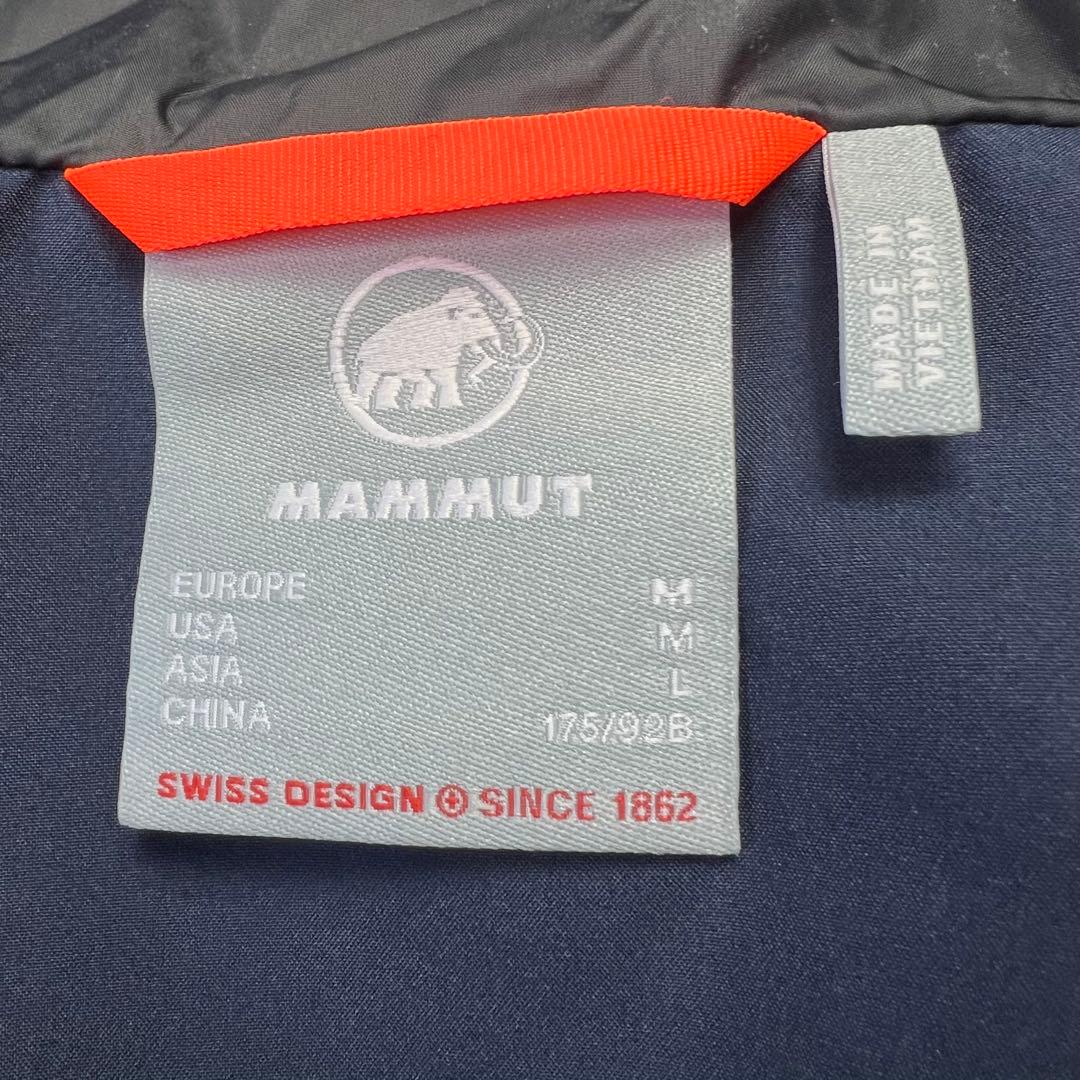 MAMMUT
EUROPE M
USA M
ASIA L
CHINA 175/92B
SWISS DESIGN SINCE 1862
MADE IN
VIETNAM